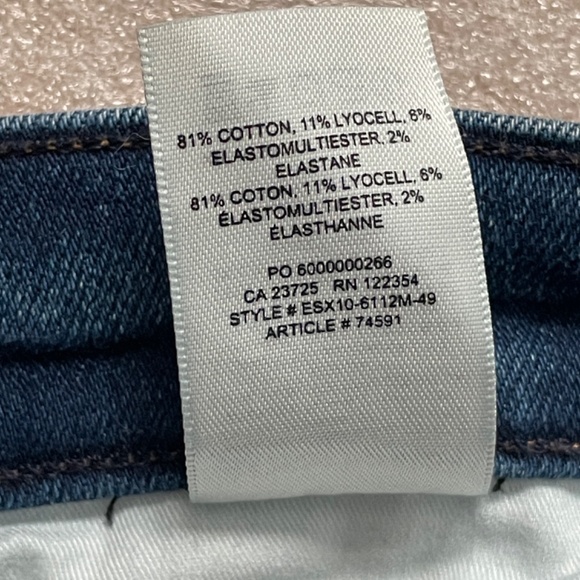 81% COTTON, 11% LYOCELL, 6%
ELASTOMULTIESTER, 2%
ELASTANE
81% COTON, 11% LYOCELL, 6%
ÉLASTOMULTIESTER, 2%
ÉLASTHANNE
PO 6000000266
CA 23725 RN 122354
STYLE # ESX10-6112M-49
ARTICLE # 74591